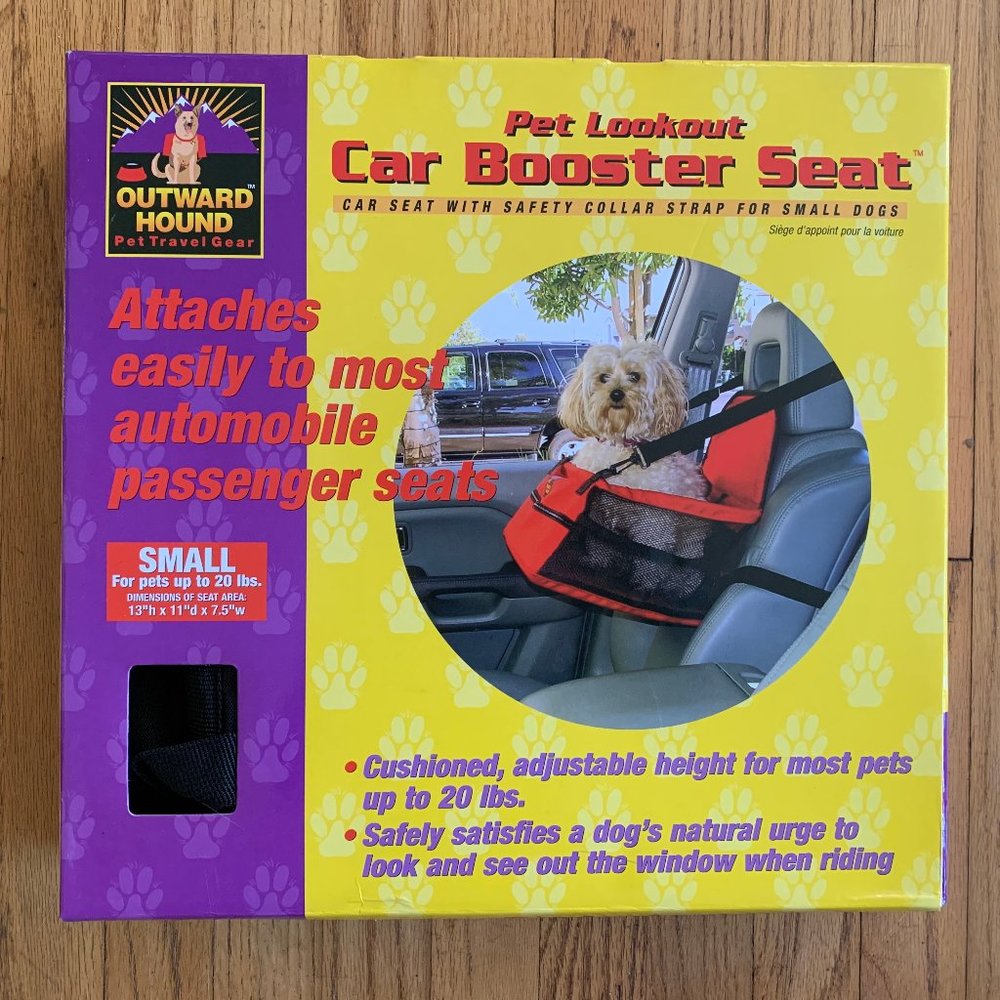 OUTWARD™
HOUND
Pet Travel Gear
Pet Lookout
Car Booster Seat™
CAR SEAT WITH SAFETY COLLAR STRAP FOR SMALL DOGS
Siège d'appoint pour la voiture
Attaches
easily to most
automobile
passenger seats
SMALL
For pets up to 20 lbs.
DIMENSIONS OF SEAT AREA:
13"h x 11"d x 7.5"w
• Cushioned, adjustable height for most pets
up to 20 lbs.
• Safely satisfies a dog's natural urge to
look and see out the window when riding